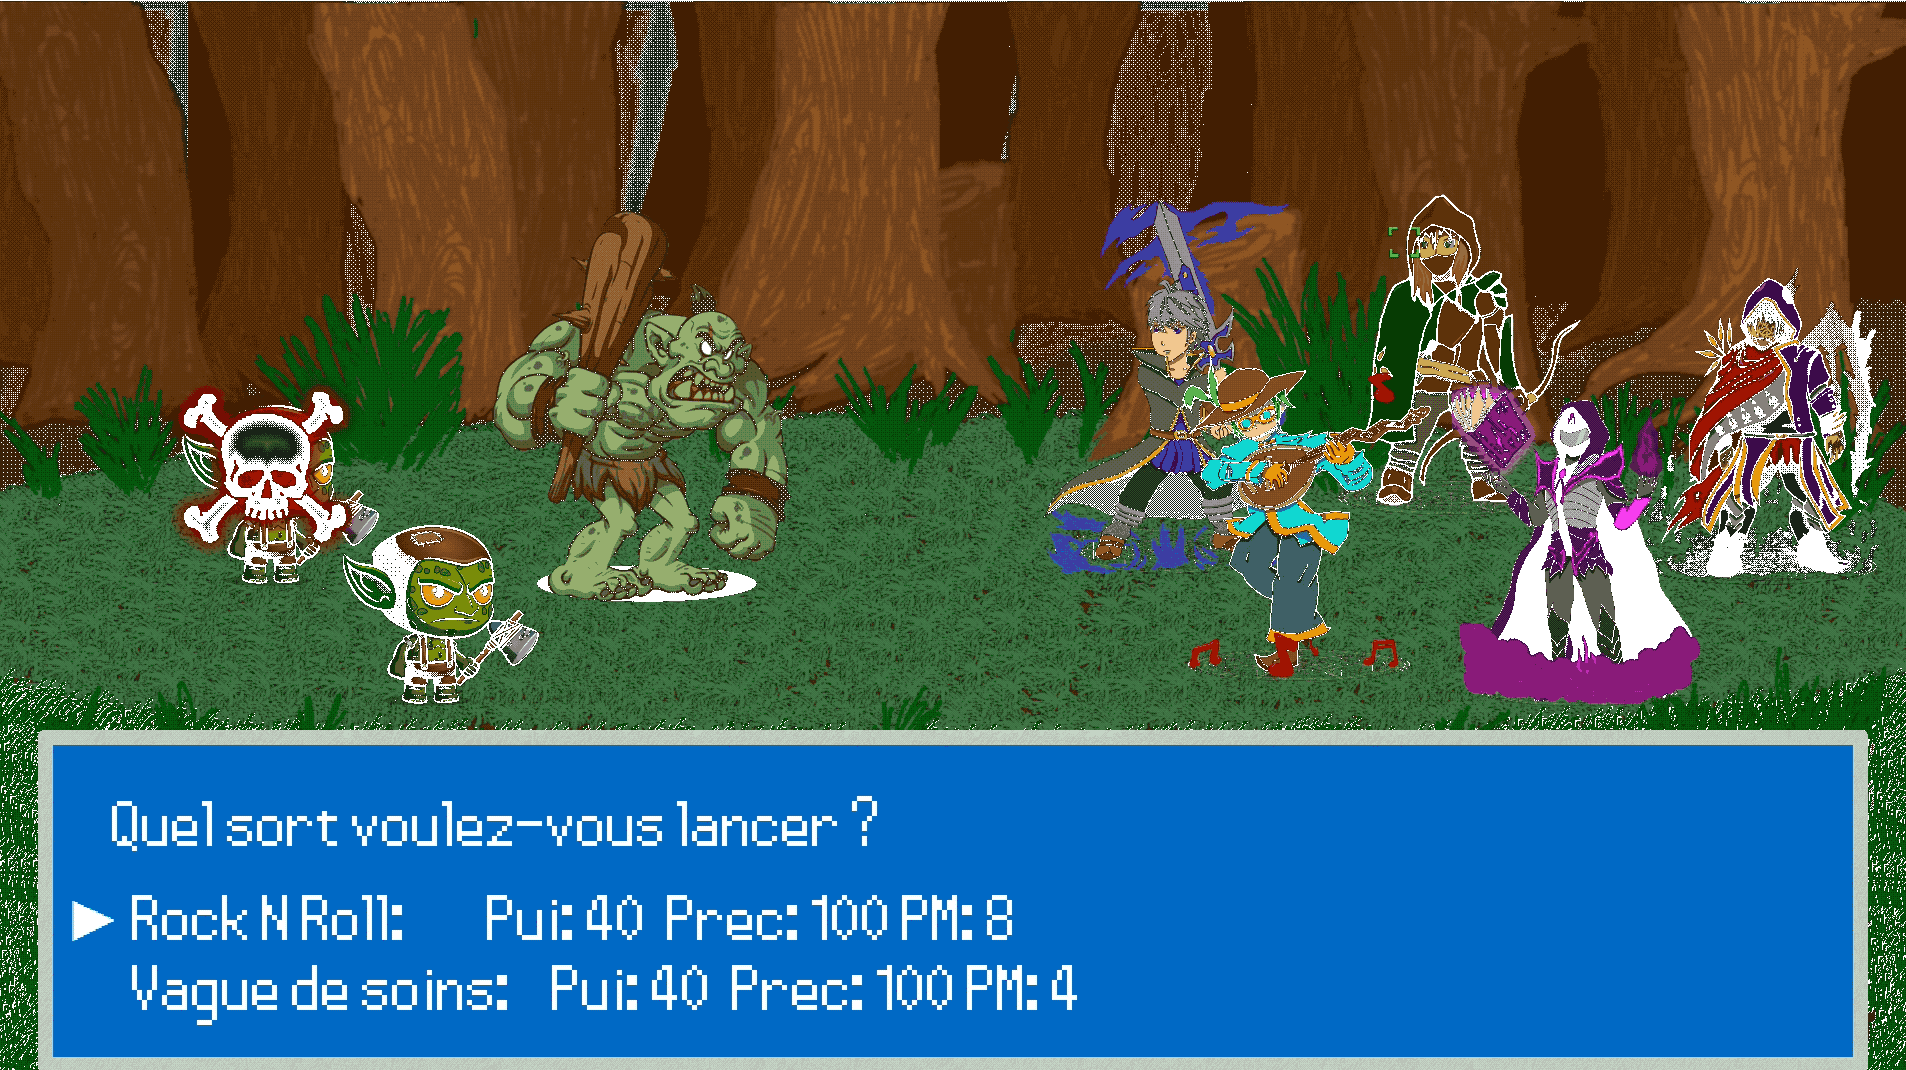 Quel sort voulez-vous lancer ?
Rock N Roll: Pui: 40 Prec: 100 PM: 8
Vague de soins: Pui: 40 Prec: 100 PM: 4